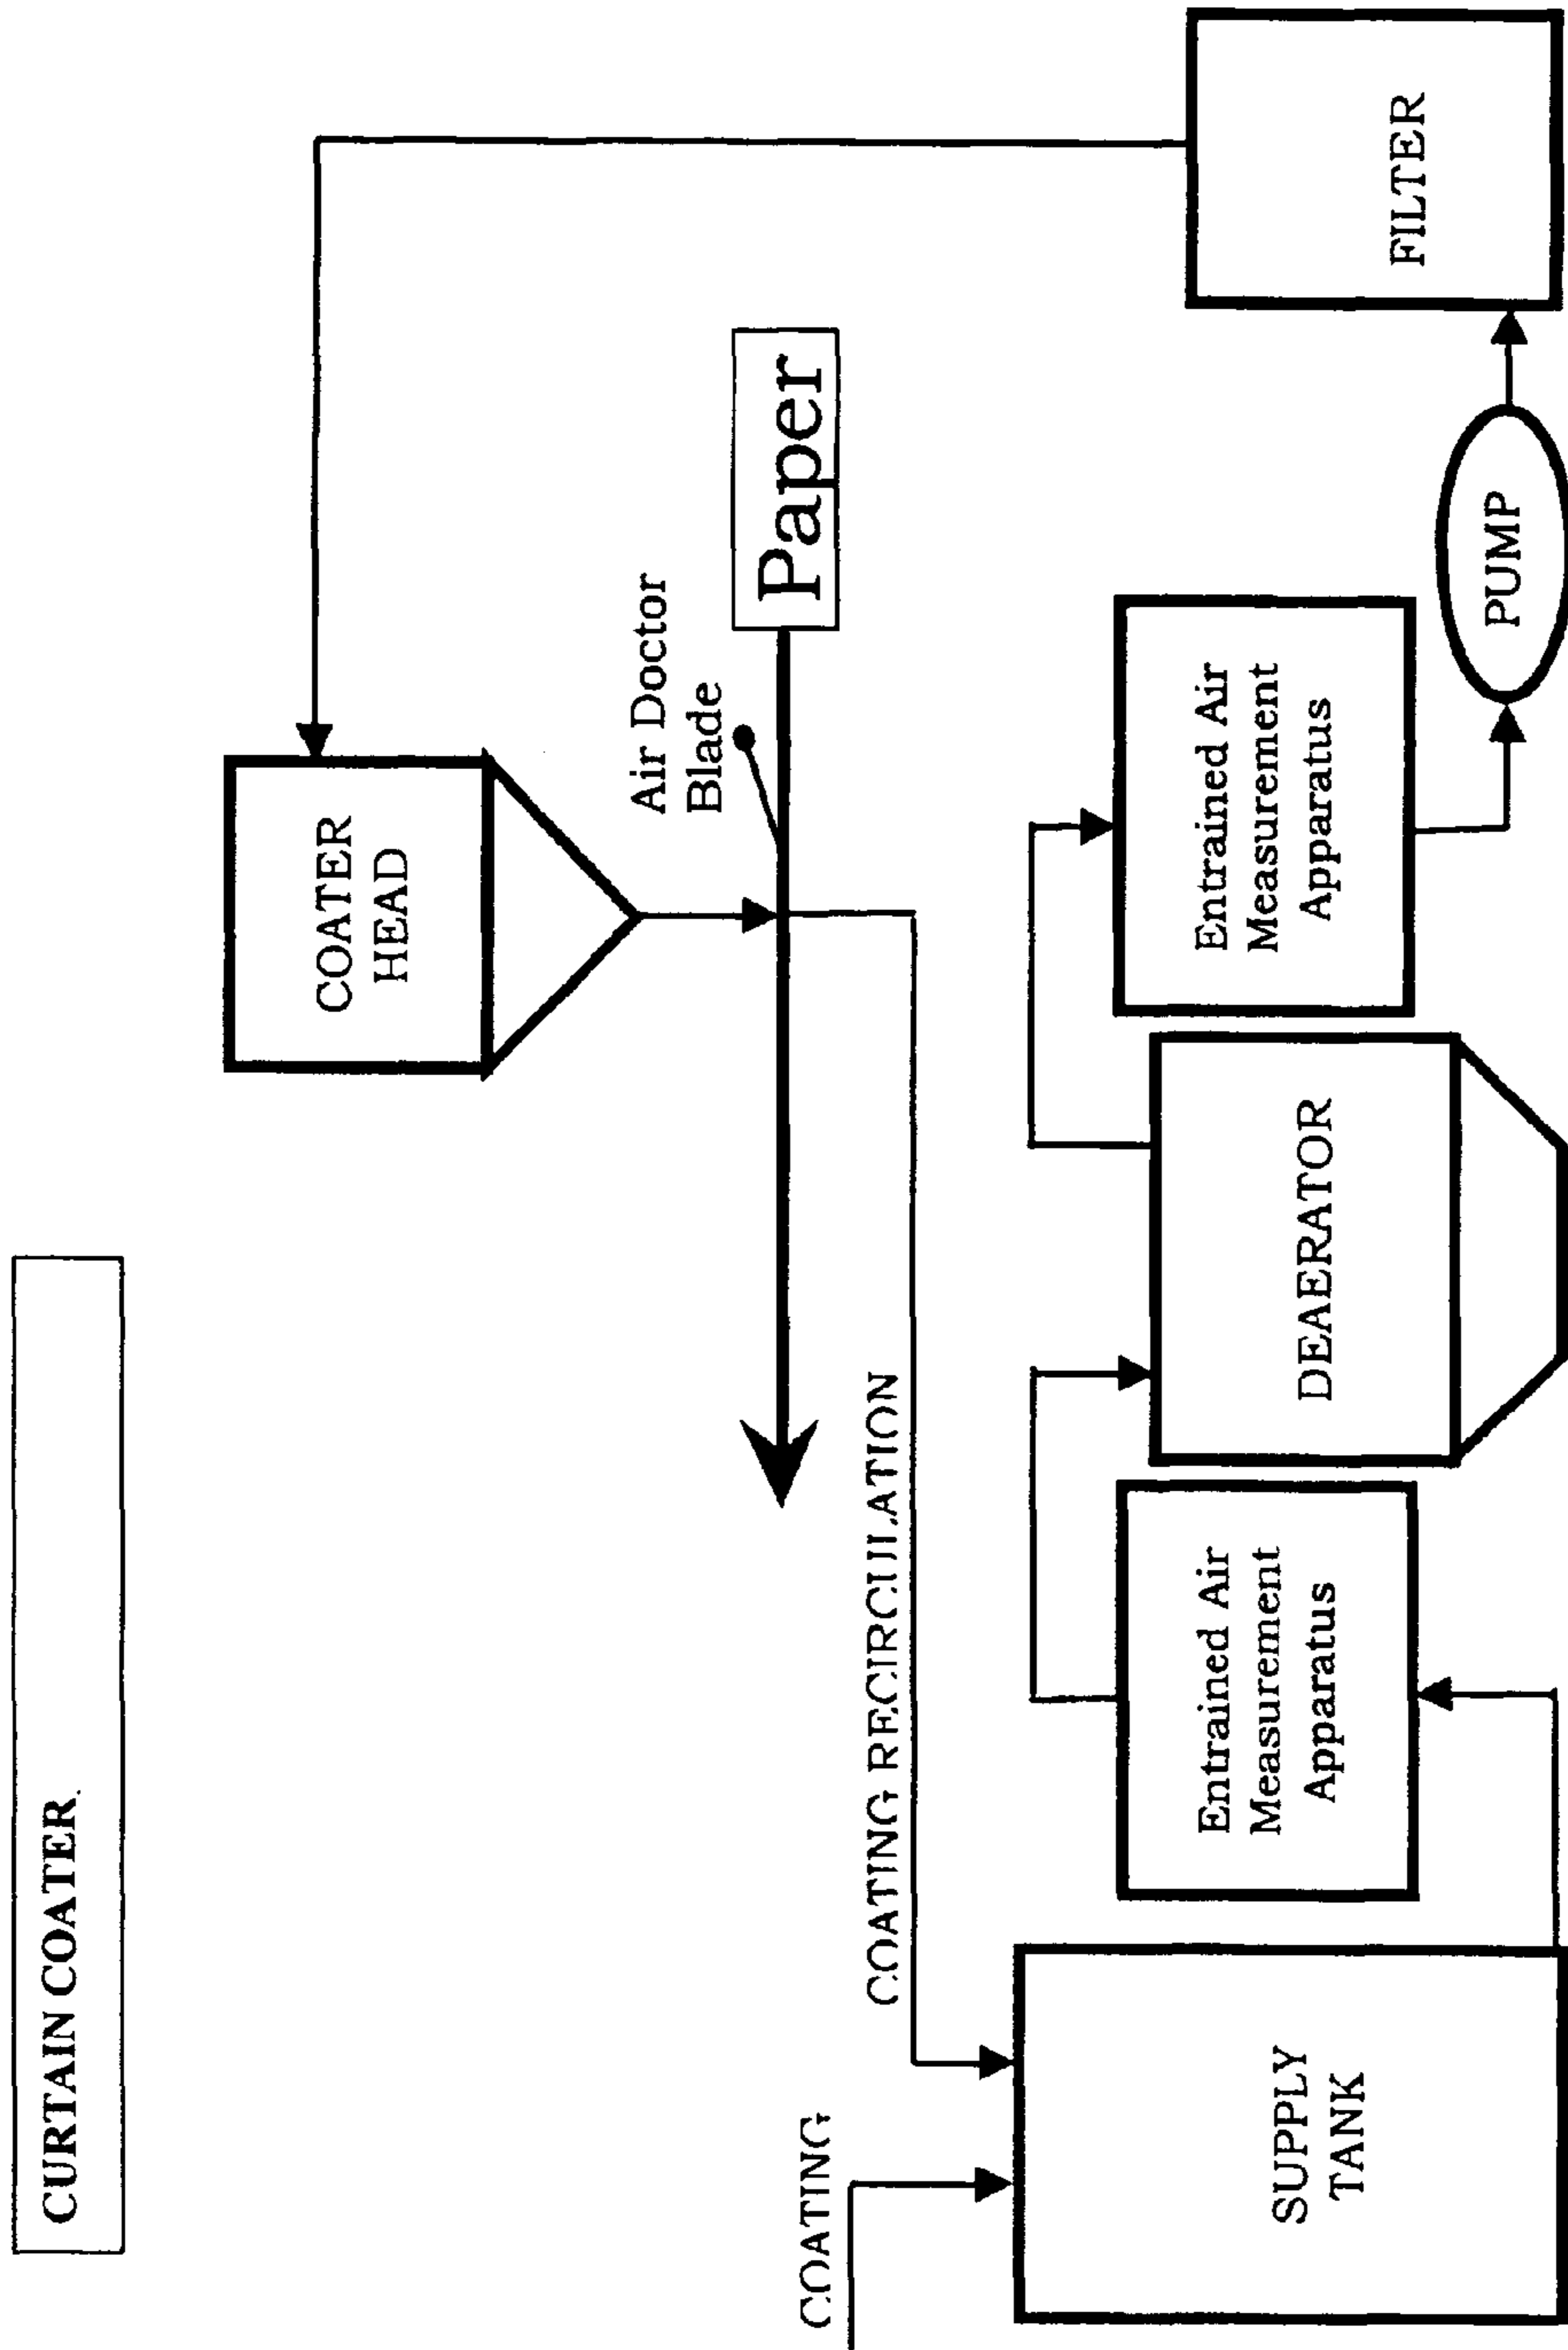 CURTAIN COATER
COATER
HEAD
Air Doctor
Blade
Paper
COATING RECIRCULATION
COATING
SUPPLY
TANK
Entrained Air
Measurement
Apparatus
DEAERATOR
Entrained Air
Measurement
Apparatus
PUMP
FILTER